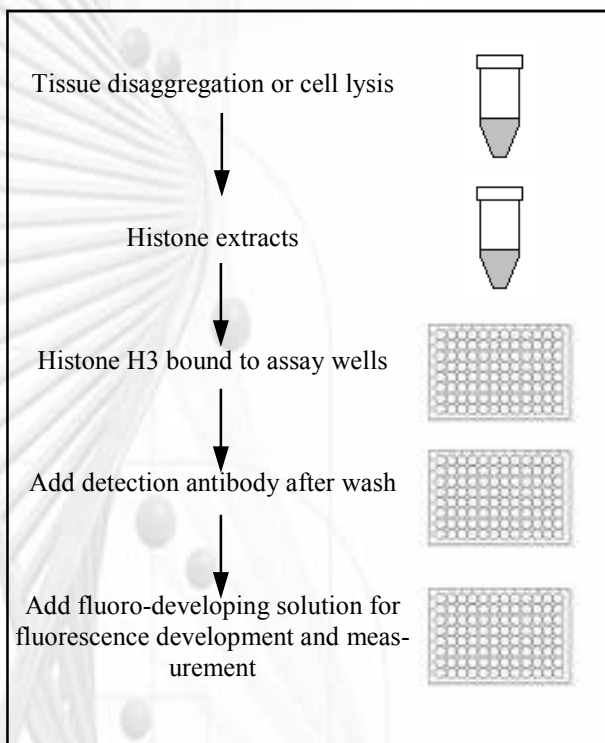 Tissue disaggregation or cell lysis
Histone extracts
Histone H3 bound to assay wells
Add detection antibody after wash
Add fluoro-developing solution for
fluorescence development and meas-
urement